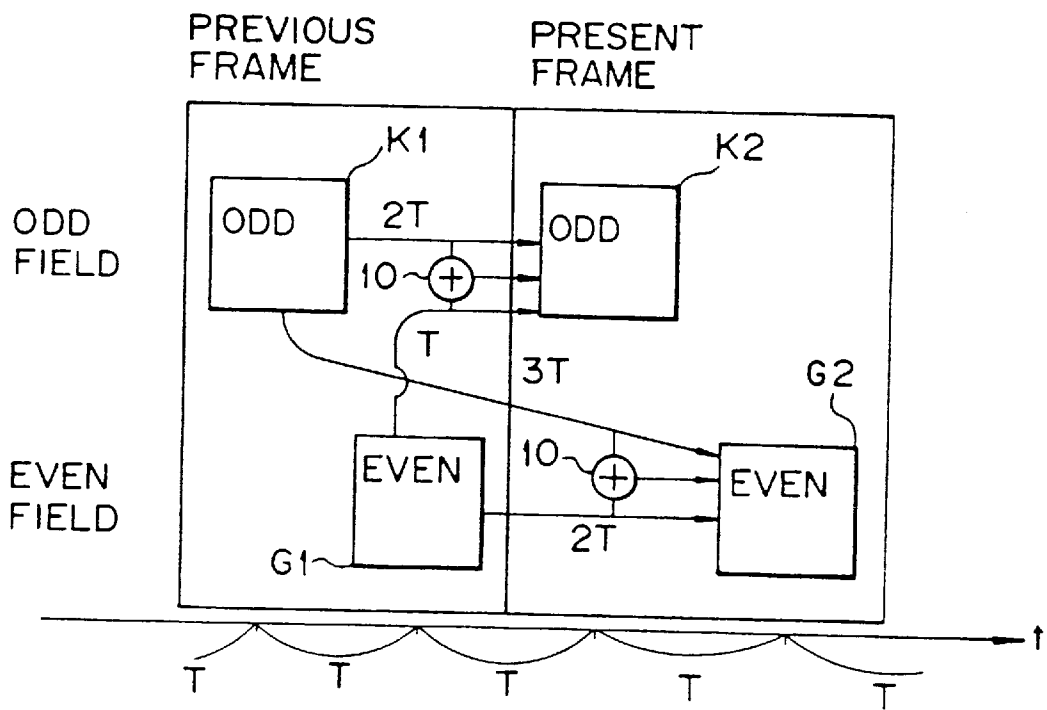 PREVIOUS
FRAME
PRESENT
FRAME
K1
K2
ODD
FIELD
ODD
2T
ODD
10
T
3T
G2
EVEN
FIELD
EVEN
10
EVEN
2T
G1
t
T
T
T
T
T